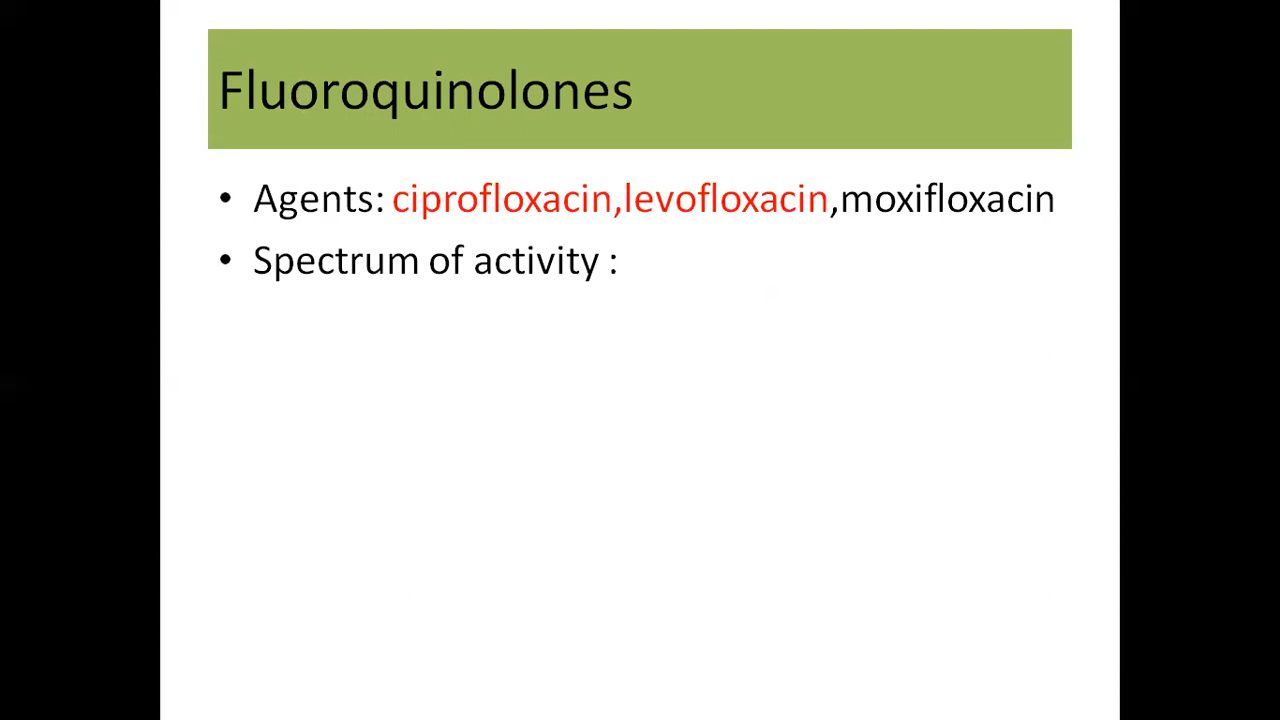 Fluoroquinolones
• Agents: ciprofloxacin,levofloxacin,moxifloxacin
• Spectrum of activity :